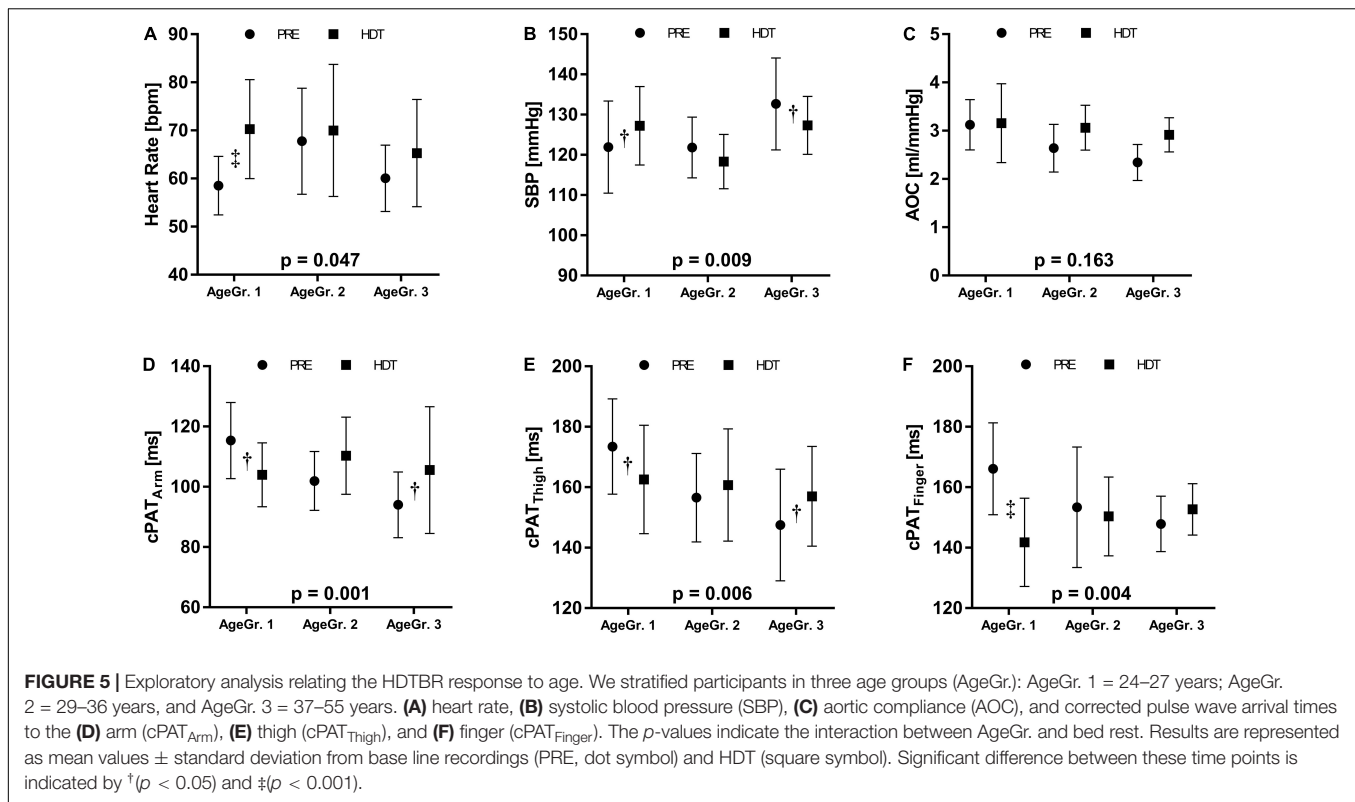 A
PRE
HDT
Heart Rate [bpm]
90
80
70
60
50
40
‡
p = 0.047
AgeGr. 1
AgeGr. 2
AgeGr. 3
B
PRE
HDT
SBP [mmHg]
150
140
130
120
110
100
90
†
†
p = 0.009
AgeGr. 1
AgeGr. 2
AgeGr. 3
C
PRE
HDT
AOC [ml/mmHg]
5
4
3
2
1
0
p = 0.163
AgeGr. 1
AgeGr. 2
AgeGr. 3
D
PRE
HDT
cPATArm [ms]
140
120
100
80
60
†
†
p = 0.001
AgeGr. 1
AgeGr. 2
AgeGr. 3
E
PRE
HDT
cPATThigh [ms]
200
180
160
140
120
†
†
p = 0.006
AgeGr. 1
AgeGr. 2
AgeGr. 3
F
PRE
HDT
cPATFinger [ms]
200
180
160
140
120
‡
p = 0.004
AgeGr. 1
AgeGr. 2
AgeGr. 3
FIGURE 5 | Exploratory analysis relating the HDTBR response to age. We stratified participants in three age groups (AgeGr.): AgeGr. 1 = 24–27 years; AgeGr.
2 = 29–36 years, and AgeGr. 3 = 37–55 years. (A) heart rate, (B) systolic blood pressure (SBP), (C) aortic compliance (AOC), and corrected pulse wave arrival times
to the (D) arm (cPATArm), (E) thigh (cPATThigh), and (F) finger (cPATFinger). The p-values indicate the interaction between AgeGr. and bed rest. Results are represented
as mean values ± standard deviation from base line recordings (PRE, dot symbol) and HDT (square symbol). Significant difference between these time points is
indicated by †(p < 0.05) and ‡(p < 0.001).